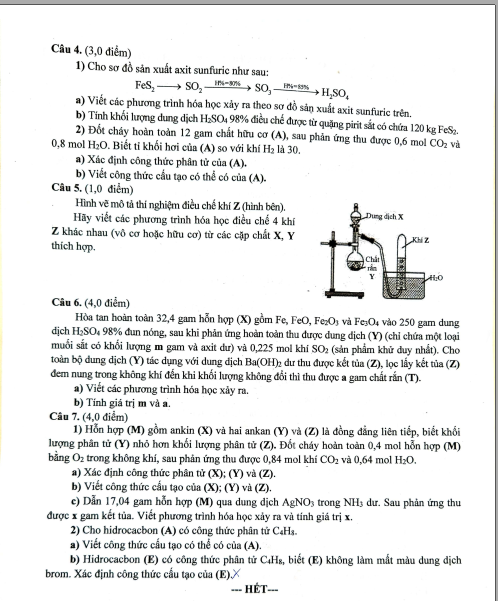 Câu 4. (3,0 điểm)
1) Cho sơ đồ sản xuất axit sunfuric như sau:
FeS₂ ⟶ SO₂ —H%=80%→ SO₃ —H%=85%→ H₂SO₄
a) Viết các phương trình hóa học xảy ra theo sơ đồ sản xuất axit sunfuric trên.
b) Tính khối lượng dung dịch H₂SO₄ 98% điều chế được từ quặng pirit sắt có chứa 120 kg FeS₂.
2) Đốt cháy hoàn toàn 12 gam chất hữu cơ (A), sau phản ứng thu được 0,6 mol CO₂ và
0,8 mol H₂O. Biết tỉ khối hơi của (A) so với khí H₂ là 30.
a) Xác định công thức phân tử của (A).
b) Viết công thức cấu tạo có thể có của (A).
Câu 5. (1,0 điểm)
Hình vẽ mô tả thí nghiệm điều chế khí Z (hình bên).
Hãy viết các phương trình hóa học điều chế 4 khí
Z khác nhau (vô cơ hoặc hữu cơ) từ các cặp chất X, Y
thích hợp.
Dung dịch X
Khí Z
Chất
rắn
Y
H₂O
Câu 6. (4,0 điểm)
Hòa tan hoàn toàn 32,4 gam hỗn hợp (X) gồm Fe, FeO, Fe₂O₃ và Fe₃O₄ vào 250 gam dung
dịch H₂SO₄ 98% đun nóng, sau khi phản ứng hoàn toàn thu được dung dịch (Y) (chỉ chứa một loại
muối sắt có khối lượng m gam và axit dư) và 0,225 mol khí SO₂ (sản phẩm khử duy nhất). Cho
toàn bộ dung dịch (Y) tác dụng với dung dịch Ba(OH)₂ dư thu được kết tủa (Z), lọc lấy kết tủa (Z)
đem nung trong không khí đến khi khối lượng không đổi thì thu được a gam chất rắn (T).
a) Viết các phương trình hóa học xảy ra.
b) Tính giá trị m và a.
Câu 7. (4,0 điểm)
1) Hỗn hợp (M) gồm ankin (X) và hai ankan (Y) và (Z) là đồng đẳng liên tiếp, biết khối
lượng phân tử (Y) nhỏ hơn khối lượng phân tử (Z). Đốt cháy hoàn toàn 0,4 mol hỗn hợp (M)
bằng O₂ trong không khí, sau phản ứng thu được 0,84 mol khí CO₂ và 0,64 mol H₂O.
a) Xác định công thức phân tử (X); (Y) và (Z).
b) Viết công thức cấu tạo của (X); (Y) và (Z).
c) Dẫn 17,04 gam hỗn hợp (M) qua dung dịch AgNO₃ trong NH₃ dư. Sau phản ứng thu
được x gam kết tủa. Viết phương trình hóa học xảy ra và tính giá trị x.
2) Cho hidrocacbon (A) có công thức phân tử C₄H₈.
a) Viết công thức cấu tạo có thể có của (A).
b) Hidrocacbon (E) có công thức phân tử C₄H₈, biết (E) không làm mất màu dung dịch
brom. Xác định công thức cấu tạo của (E).
--- HẾT---